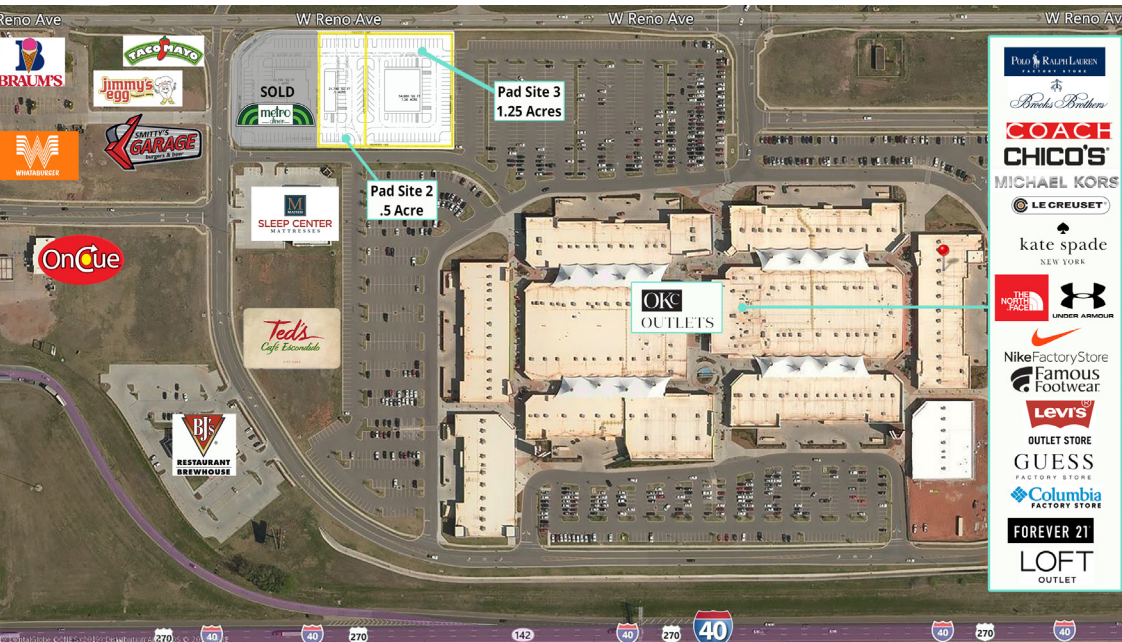 W Reno Ave
W Reno Ave
W Reno Ave
Reno Ave
B
BRAUM'S
TACO MAYO
jimmy's
egg
WHATABURGER
SMITTY'S
GARAGE
burgers & beer
SOLD
metro
diner
Pad Site 3
1.25 Acres
Pad Site 2
.5 Acre
M
SLEEP CENTER
MATTRESSES
OnCue
Ted's
Café Escondido
BJ's
RESTAURANT
BREWHOUSE
OKC
OUTLETS
POLO RALPH LAUREN
FACTORY STORE
Brooks Brothers
COACH
CHICO'S
MICHAEL KORS
LE CREUSET
kate spade
NEW YORK
THE
NORTH
FACE
UNDER ARMOUR
NikeFactoryStore
Famous
Footwear
LEVI'S®
OUTLET STORE
GUESS
FACTORY STORE
Columbia
FACTORY STORE
FOREVER 21
LOFT
OUTLET
270
40
40
270
142
40
270
40
40
270
40